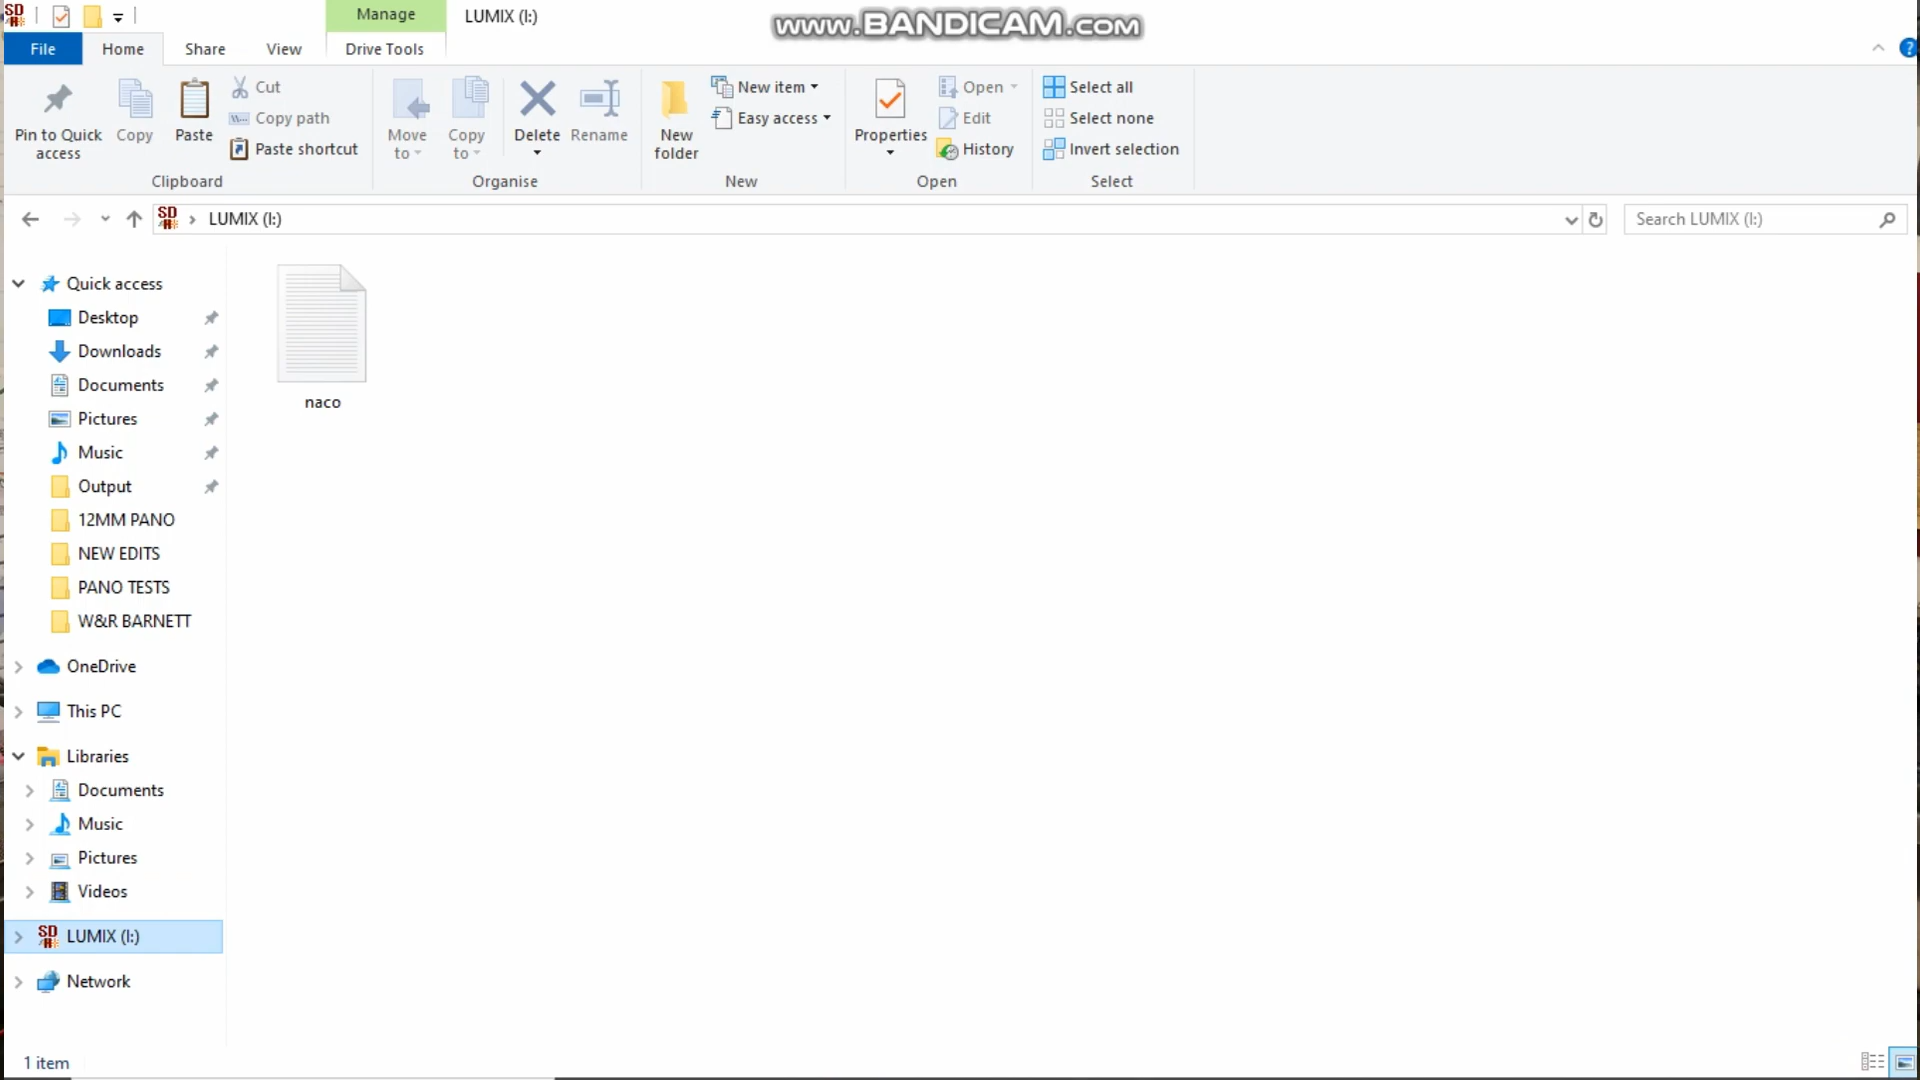 SD
Manage
LUMIX (I:)
www.BANDICAM.com
File
Home
Share
View
Drive Tools
?
Pin to Quick access
Copy
Paste
Cut
Copy path
Paste shortcut
Move to
Copy to
Delete
Rename
New folder
New item
Easy access
Properties
Open
Edit
History
Select all
Select none
Invert selection
Clipboard
Organise
New
Open
Select
SD
LUMIX (I:)
Search LUMIX (I:)
Quick access
Desktop
Downloads
Documents
Pictures
Music
Output
12MM PANO
NEW EDITS
PANO TESTS
W&R BARNETT
OneDrive
This PC
Libraries
Documents
Music
Pictures
Videos
SD
LUMIX (I:)
Network
naco
1 item